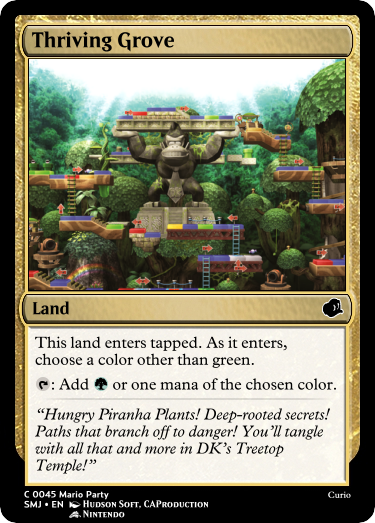 Thriving Grove
Land
This land enters tapped. As it enters,
choose a color other than green.
: Add or one mana of the chosen color.
“Hungry Piranha Plants! Deep-rooted secrets!
Paths that branch off to danger! You'll tangle
with all that and more in DK's Treetop
Temple!”
C 0045 Mario Party
Curio
SMJ • EN Hudson Soft, CAProduction
Nintendo